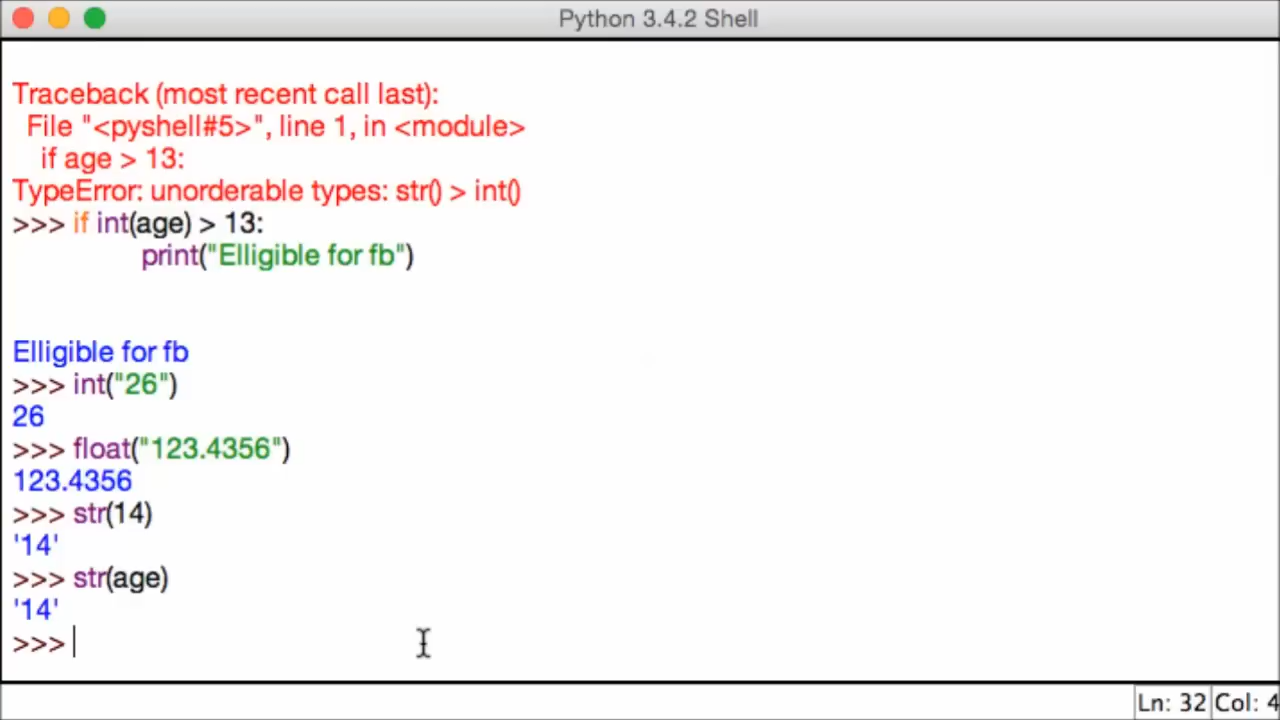 Python 3.4.2 Shell
Traceback (most recent call last):
File "<pyshell#5>", line 1, in <module>
if age > 13:
TypeError: unorderable types: str() > int()
>>> if int(age) > 13:
print("Elligible for fb")
Elligible for fb
>>> int("26")
26
>>> float("123.4356")
123.4356
>>> str(14)
'14'
>>> str(age)
'14'
>>>
Ln: 32 Col: 4